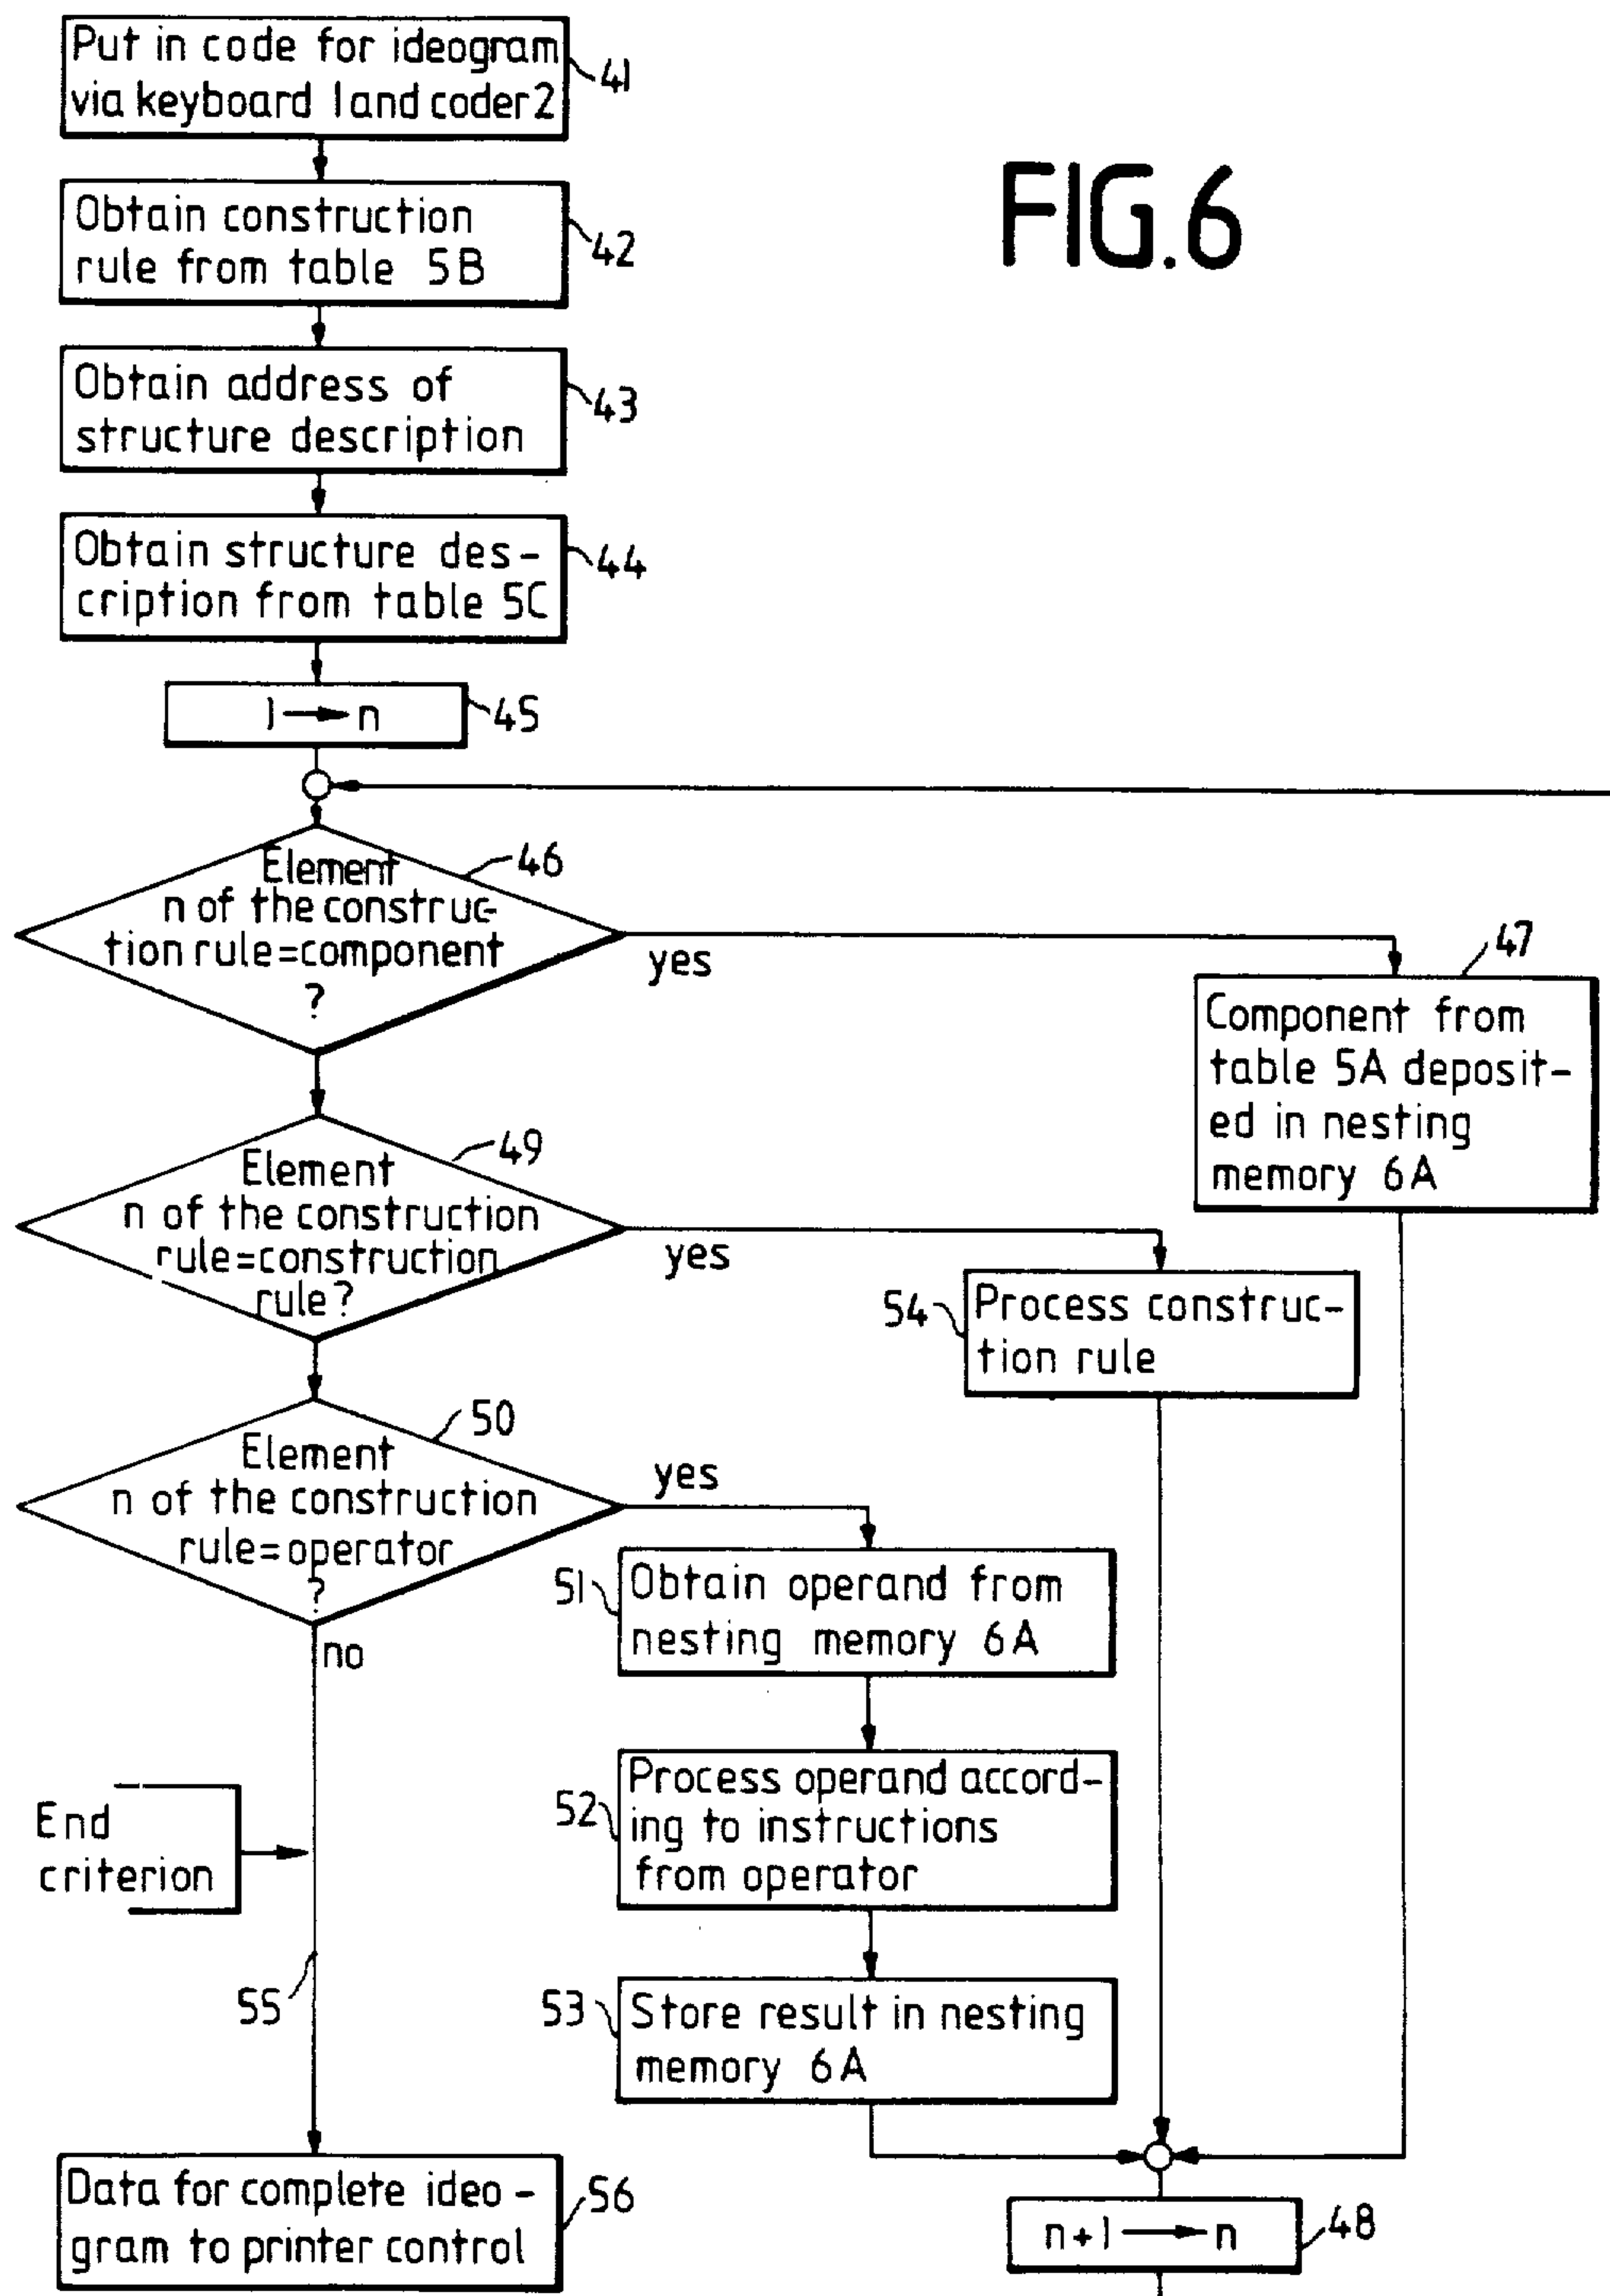 Put in code for ideogram
via keyboard 1and coder2
41
FIG.6
Obtain construction
rule from table 5B
42
Obtain address of
structure description
43
Obtain structure des-
cription from table 5C
44
1 → n
45
Element
n of the construc-
tion rule=component
?
46
yes
47
Component from
table 5A deposit-
ed in nesting
memory 6A
Element
n of the construction
rule=construction
rule?
49
yes
54
Process construc-
tion rule
Element
n of the construction
rule=operator
?
50
yes
no
51
Obtain operand from
nesting memory 6A
52
Process operand accord-
ing to instructions
from operator
End
criterion
55
53
Store result in nesting
memory 6A
Data for complete ideo-
gram to printer control
56
n+1 → n
48